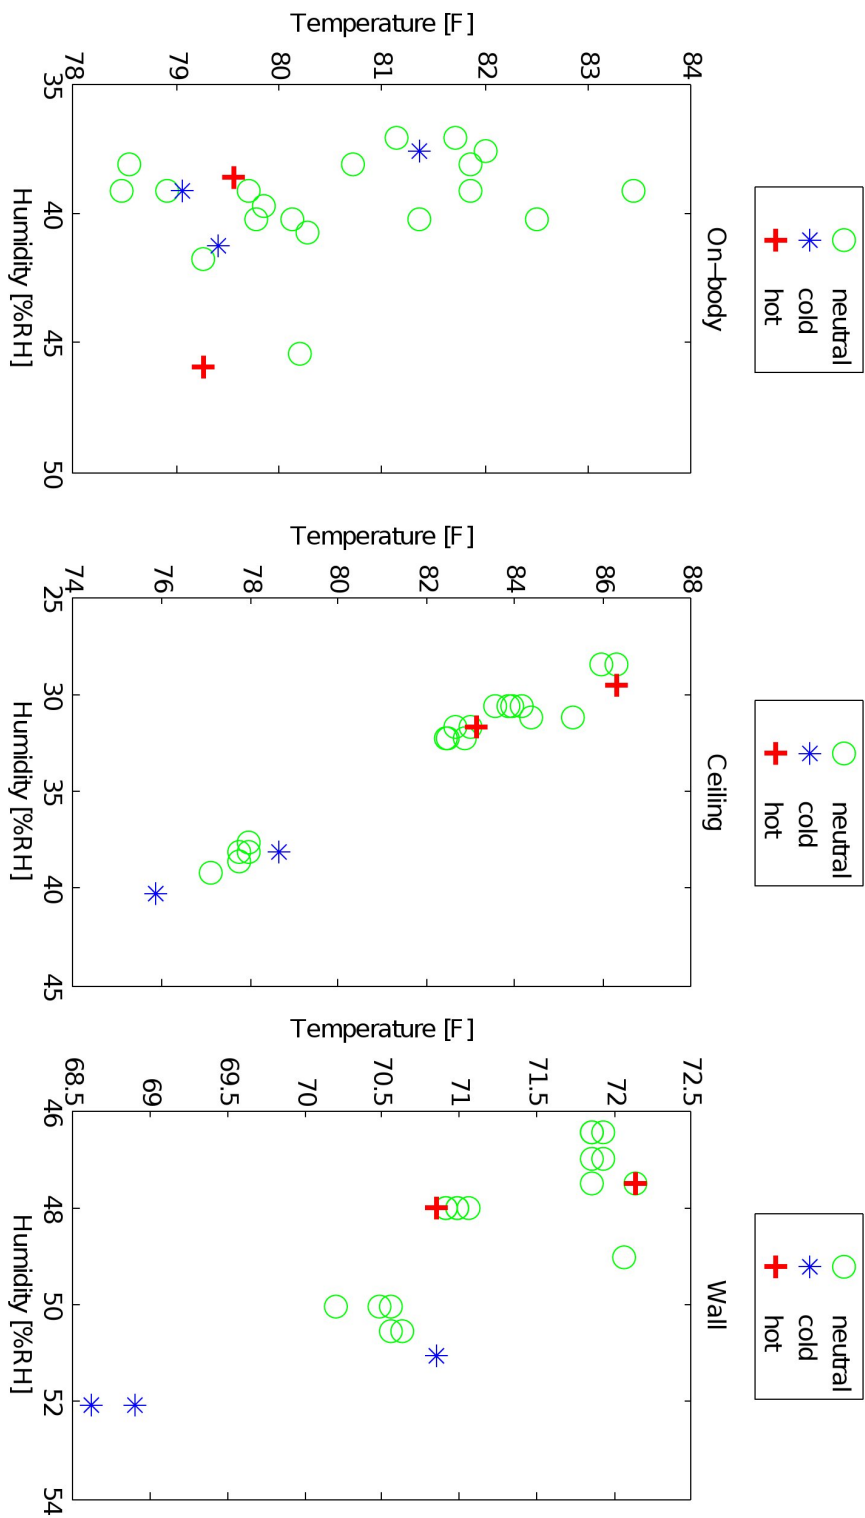 neutral
cold
hot
On-body
Temperature [F]
84
83
82
81
80
79
78
35
40
45
50
Humidity [%RH]
neutral
cold
hot
Ceiling
Temperature [F]
88
86
84
82
80
78
76
74
25
30
35
40
45
Humidity [%RH]
neutral
cold
hot
Wall
Temperature [F]
72.5
72
71.5
71
70.5
70
69.5
69
68.5
46
48
50
52
54
Humidity [%RH]